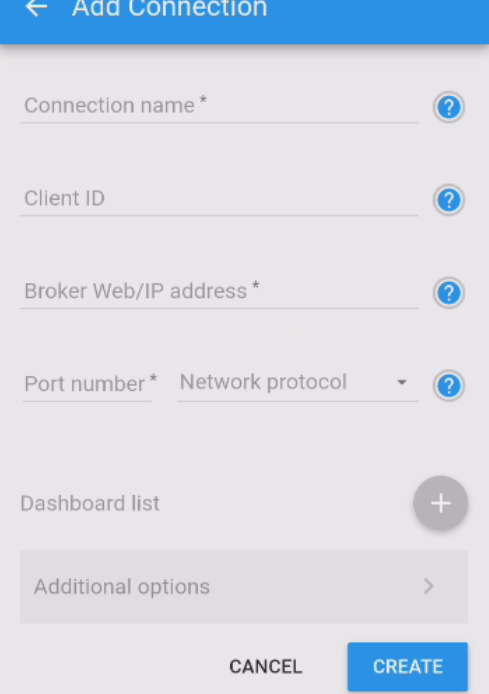 Add Connection
Connection name *
Client ID
Broker Web/IP address *
Port number * Network protocol
Dashboard list
Additional options
CANCEL CREATE